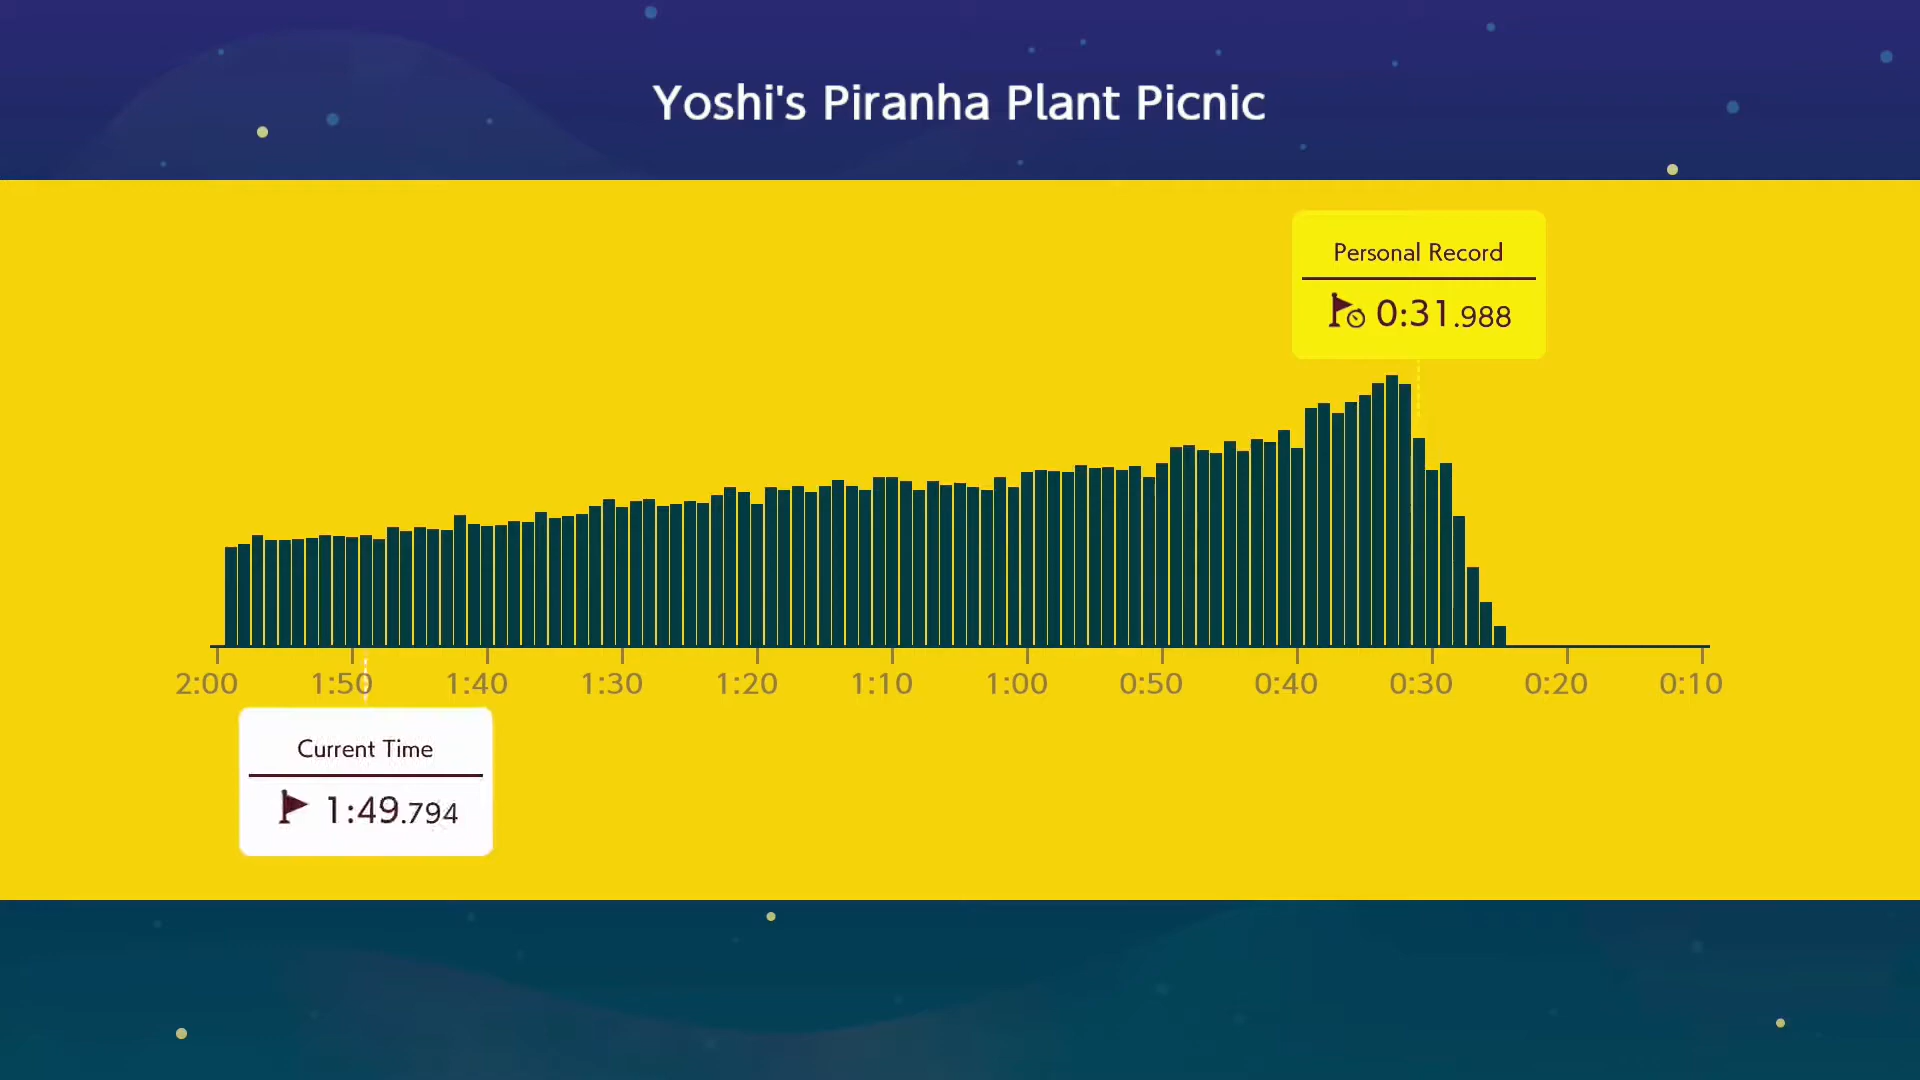 Yoshi's Piranha Plant Picnic
Personal Record
0:31.988
2:00 1:50 1:40 1:30 1:20 1:10 1:00 0:50 0:40 0:30 0:20 0:10
Current Time
1:49.794